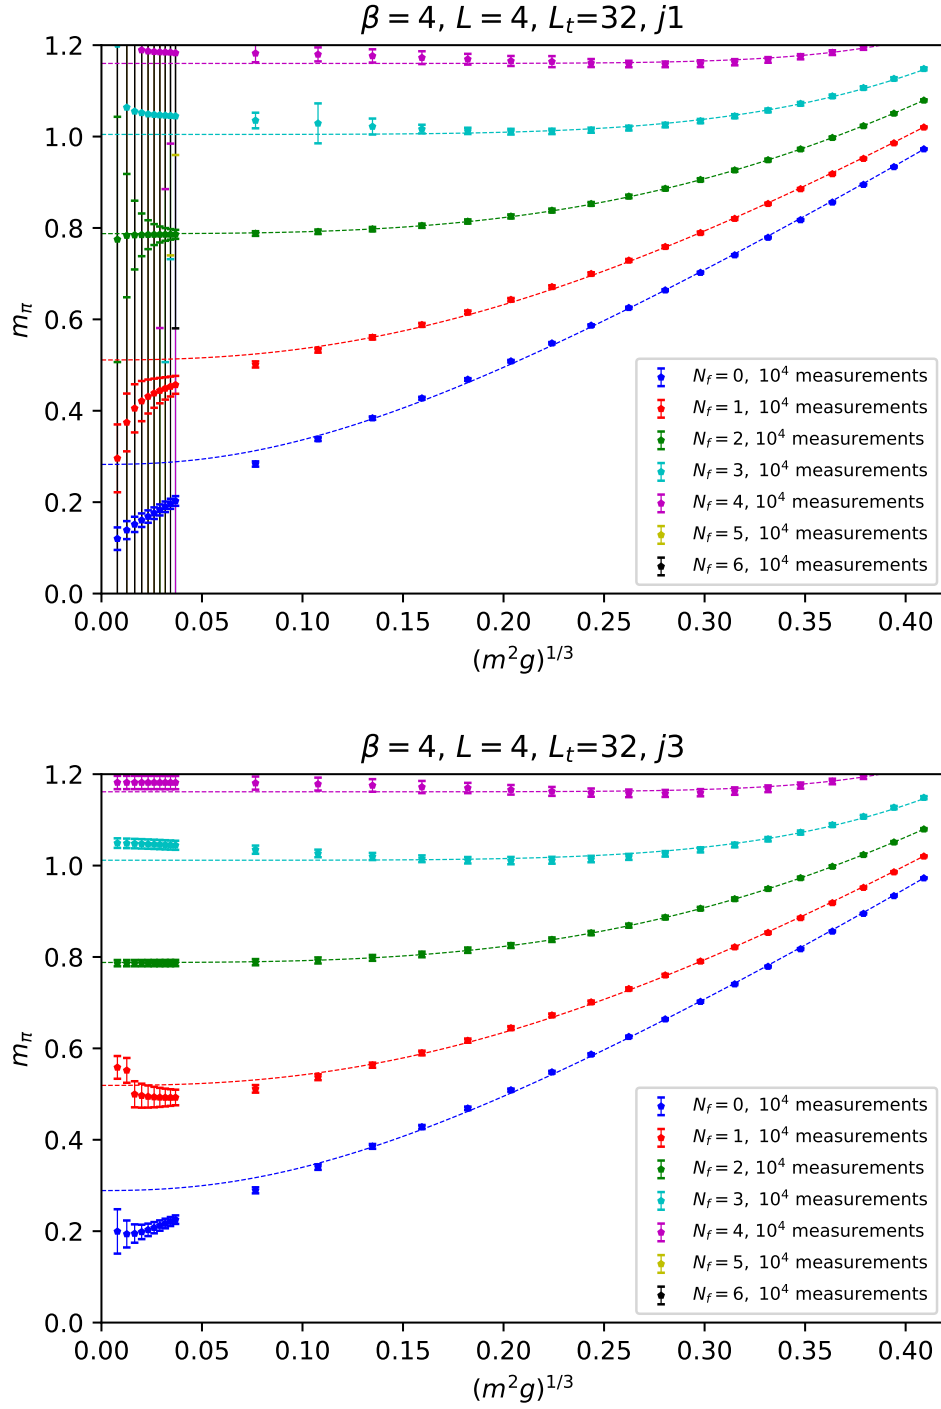 β = 4, L = 4, L_t=32, j1
1.2
1.0
0.8
0.6
0.4
0.2
0.0
m_π
N_f = 0, 10^4 measurements
N_f = 1, 10^4 measurements
N_f = 2, 10^4 measurements
N_f = 3, 10^4 measurements
N_f = 4, 10^4 measurements
N_f = 5, 10^4 measurements
N_f = 6, 10^4 measurements
0.00 0.05 0.10 0.15 0.20 0.25 0.30 0.35 0.40
(m^2g)^{1/3}
β = 4, L = 4, L_t=32, j3
1.2
1.0
0.8
0.6
0.4
0.2
0.0
m_π
N_f = 0, 10^4 measurements
N_f = 1, 10^4 measurements
N_f = 2, 10^4 measurements
N_f = 3, 10^4 measurements
N_f = 4, 10^4 measurements
N_f = 5, 10^4 measurements
N_f = 6, 10^4 measurements
0.00 0.05 0.10 0.15 0.20 0.25 0.30 0.35 0.40
(m^2g)^{1/3}